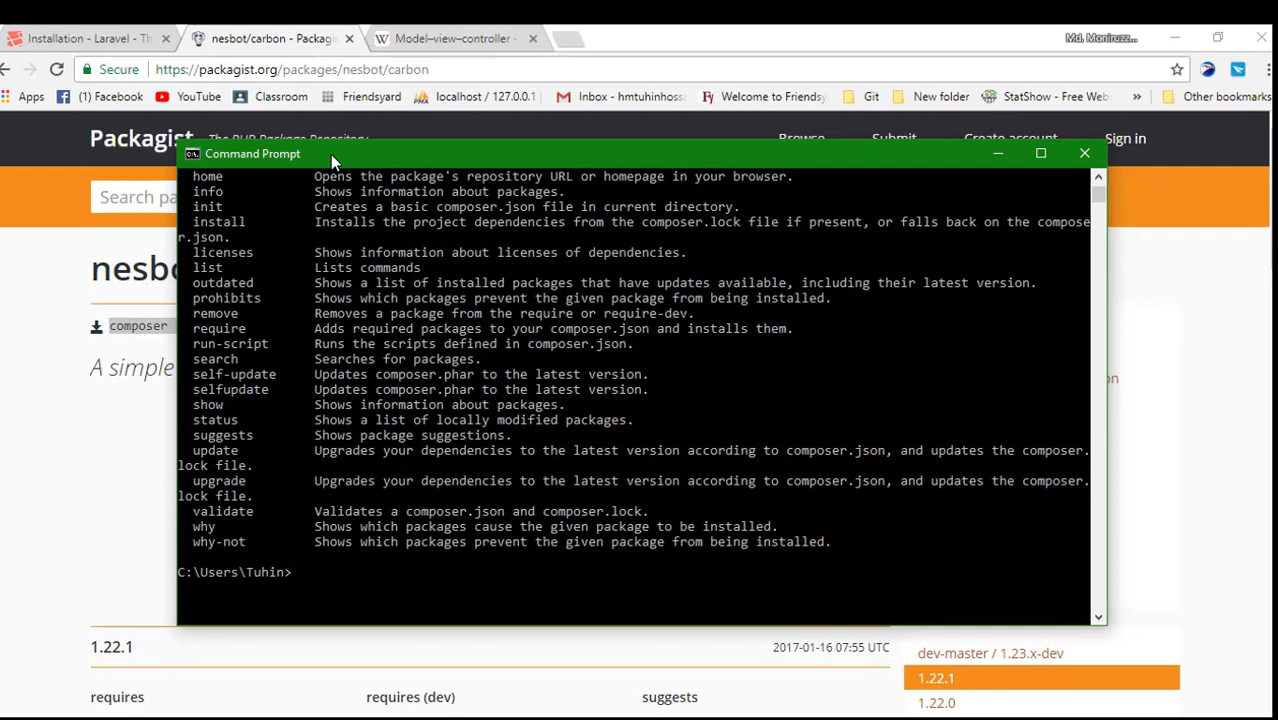 Installation - Laravel - Th
nesbot/carbon - Packagi
Model–view–controller -
Md. Moniruzz...
Secure
https://packagist.org/packages/nesbot/carbon
Apps
(1) Facebook
YouTube
Classroom
Friendsyard
localhost / 127.0.0.1
Inbox - hmtuhinhoss
Welcome to Friendsy
Git
New folder
StatShow - Free Web
»
Other bookmarks
Packagist
The PHP Package Repository
Browse
Submit
Create account
Sign in
Search pa
Command Prompt
home Opens the package's repository URL or homepage in your browser.
info Shows information about packages.
init Creates a basic composer.json file in current directory.
install Installs the project dependencies from the composer.lock file if present, or falls back on the compose
r.json.
licenses Shows information about licenses of dependencies.
list Lists commands
outdated Shows a list of installed packages that have updates available, including their latest version.
prohibits Shows which packages prevent the given package from being installed.
remove Removes a package from the require or require-dev.
require Adds required packages to your composer.json and installs them.
run-script Runs the scripts defined in composer.json.
search Searches for packages.
self-update Updates composer.phar to the latest version.
selfupdate Updates composer.phar to the latest version.
show Shows information about packages.
status Shows a list of locally modified packages.
suggests Shows package suggestions.
update Upgrades your dependencies to the latest version according to composer.json, and updates the composer.
lock file.
upgrade Upgrades your dependencies to the latest version according to composer.json, and updates the composer.
lock file.
validate Validates a composer.json and composer.lock.
why Shows which packages cause the given package to be installed.
why-not Shows which packages prevent the given package from being installed.
C:\Users\Tuhin>
nesb
composer
A simple
on
1.22.1
2017-01-16 07:55 UTC
requires
requires (dev)
suggests
dev-master / 1.23.x-dev
1.22.1
1.22.0